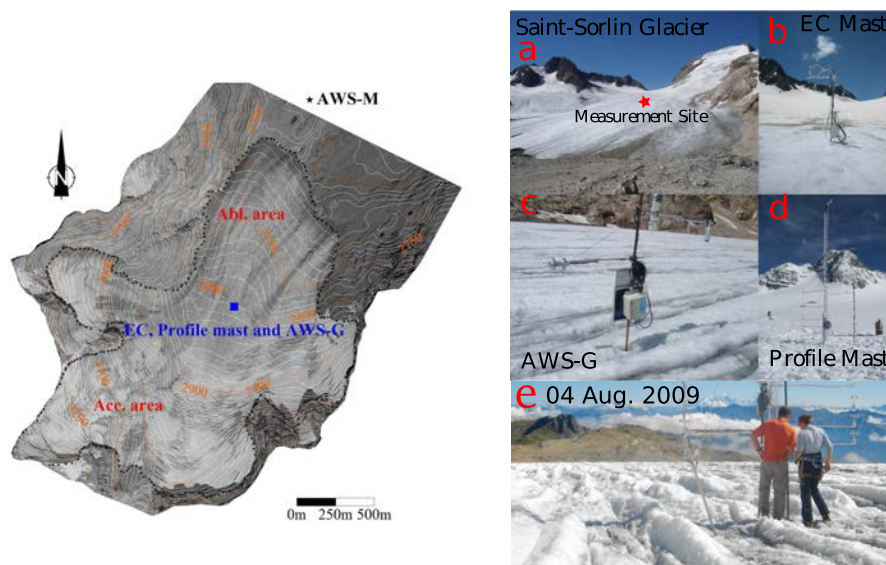 ★ AWS-M
N
Abl. area
EC, Profile mast and AWS-G
2900
Acc. area
0m 250m 500m
Saint-Sorlin Glacier
a
Measurement Site
EC Mast
b
c
AWS-G
d
Profile Mast
e 04 Aug. 2009